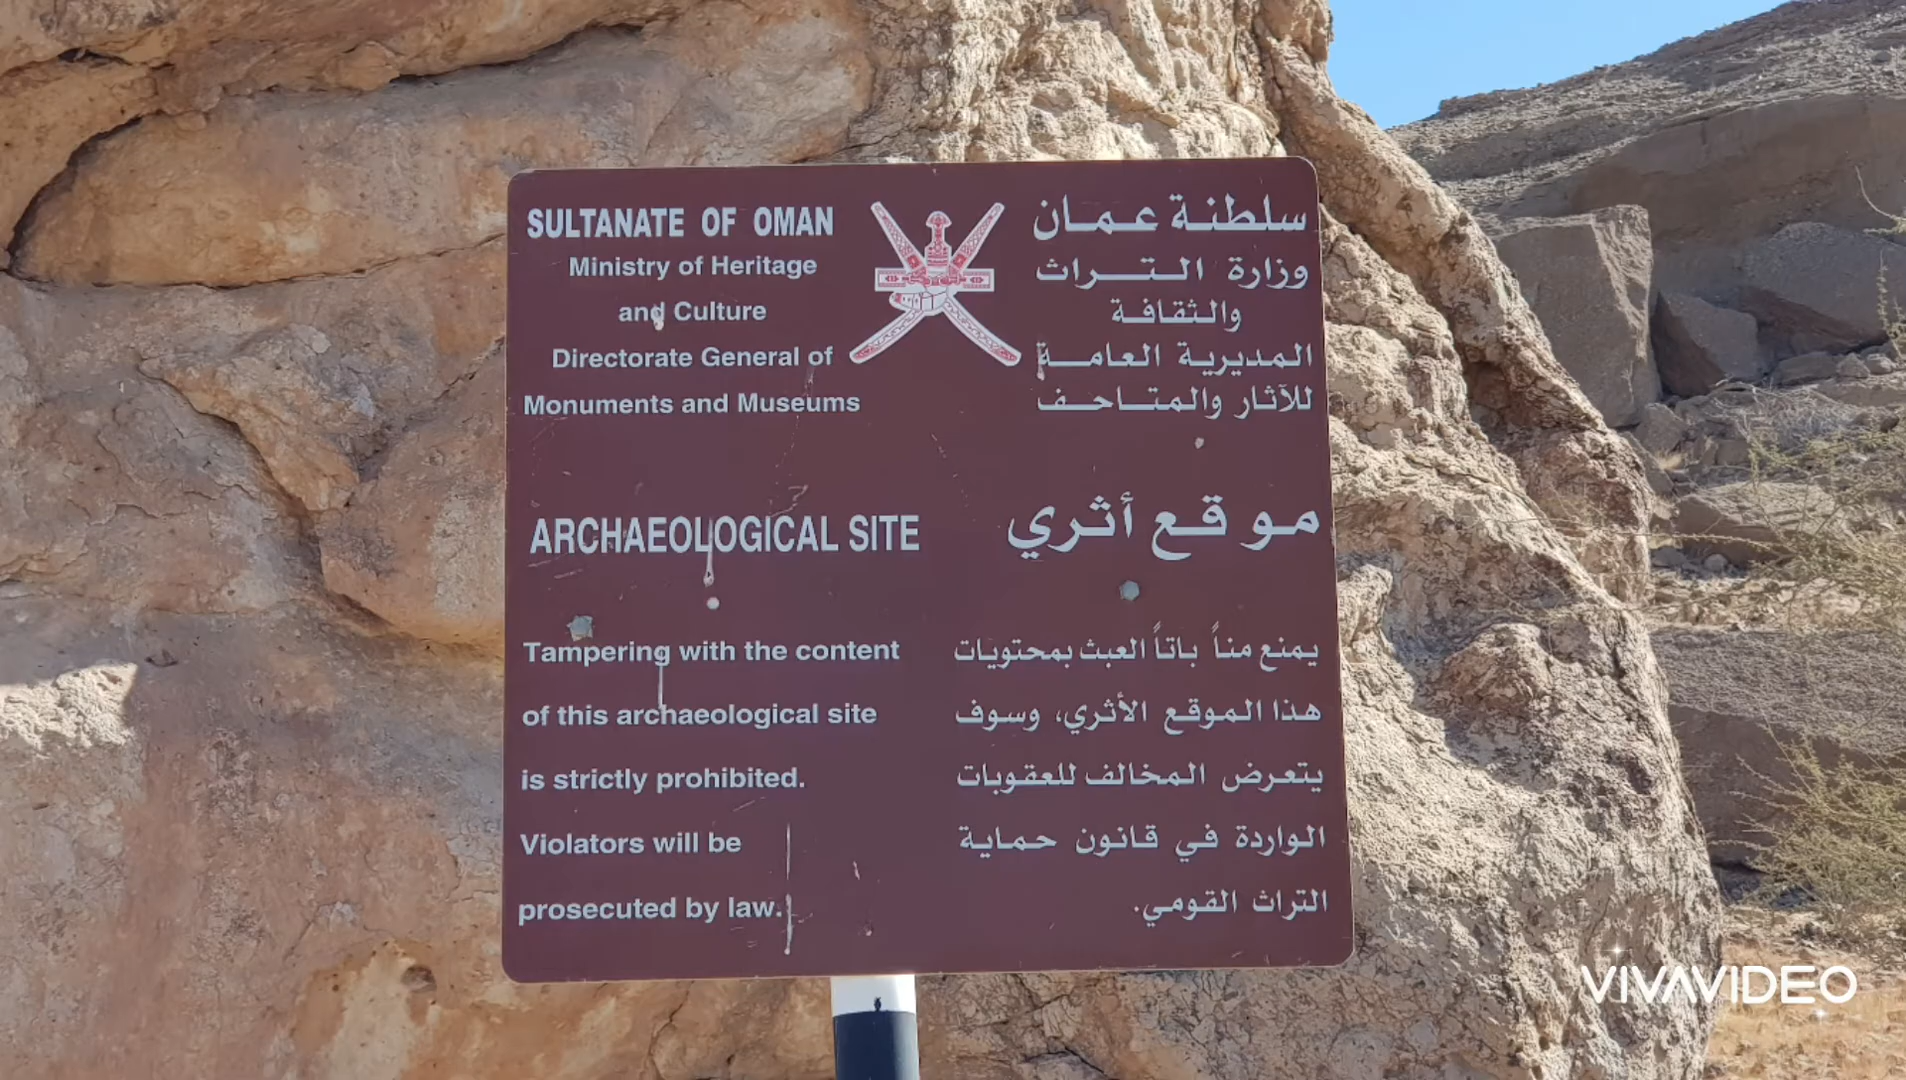 SULTANATE OF OMAN
Ministry of Heritage
and Culture
Directorate General of
Monuments and Museums
سلطنة عمان
وزارة التراث
والثقافة
المديرية العامة
للآثار والمتاحف
ARCHAEOLOGICAL SITE
موقع أثري
Tampering with the content
of this archaeological site
is strictly prohibited.
Violators will be
prosecuted by law.
يمنع منعاً باتاً العبث بمحتويات
هذا الموقع الأثري، وسوف
يتعرض المخالف للعقوبات
الواردة في قانون حماية
التراث القومي.
VIVAVIDEO